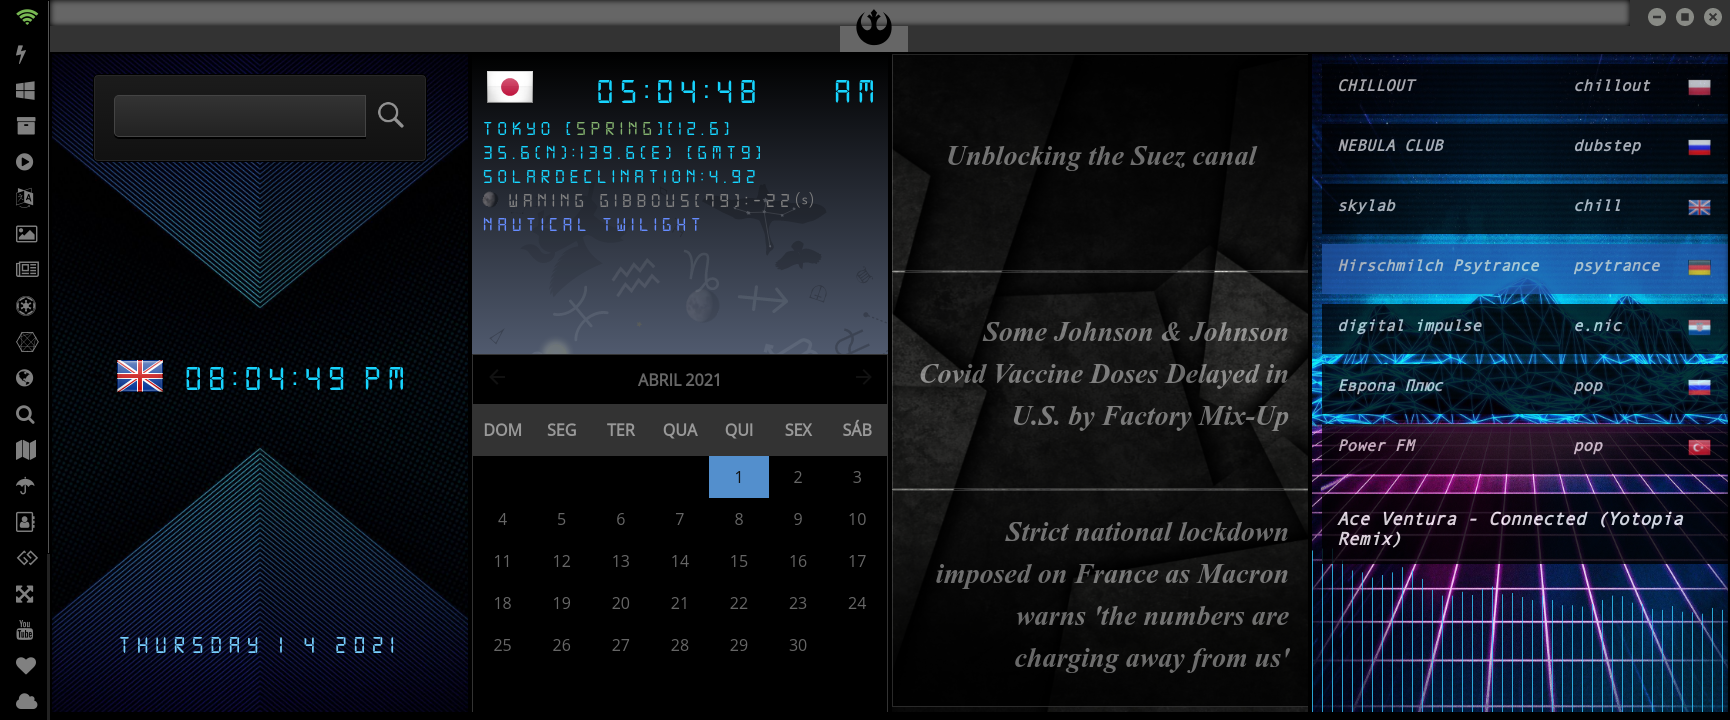 08:04:49 PM
THURSDAY 1 4 2021
05:04:48 AM
TOKYO [SPRING][12.6]
35.6(N):139.6(E) [GMT9]
SOLARDECLINATION:4.92
WANING GIBBOUS(79):-22(s)
NAUTICAL TWILIGHT
ABRIL 2021
DOM SEG TER QUA QUI SEX SÁB
1 2 3
4 5 6 7 8 9 10
11 12 13 14 15 16 17
18 19 20 21 22 23 24
25 26 27 28 29 30
Unblocking the Suez canal
Some Johnson & Johnson
Covid Vaccine Doses Delayed in
U.S. by Factory Mix-Up
Strict national lockdown
imposed on France as Macron
warns 'the numbers are
charging away from us'
CHILLOUT chillout
NEBULA CLUB dubstep
skylab chill
Hirschmilch Psytrance psytrance
digital impulse e.nic
Европа Плюс pop
Power FM pop
Ace Ventura - Connected (Yotopia
Remix)
You
Tube